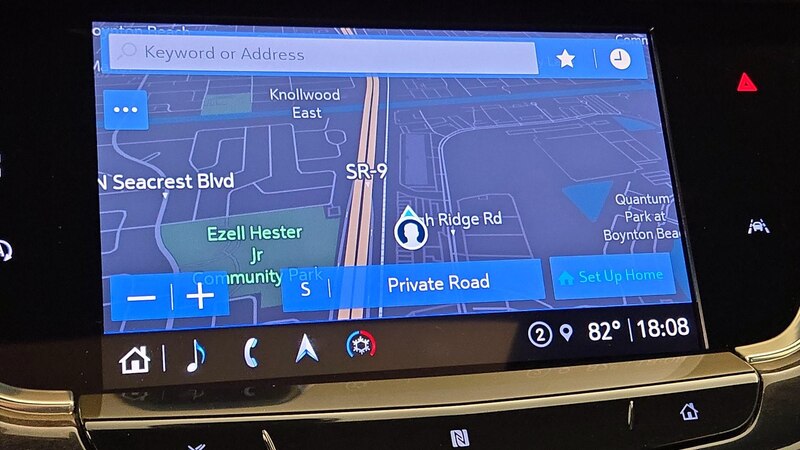 Keyword or Address
Knollwood
East
N Seacrest Blvd
SR-9
Ridge Rd
Quantum
Park at
Boynton Bea
Ezell Hester
Jr
Community Park
S
Private Road
Set Up Home
2
82°
18:08